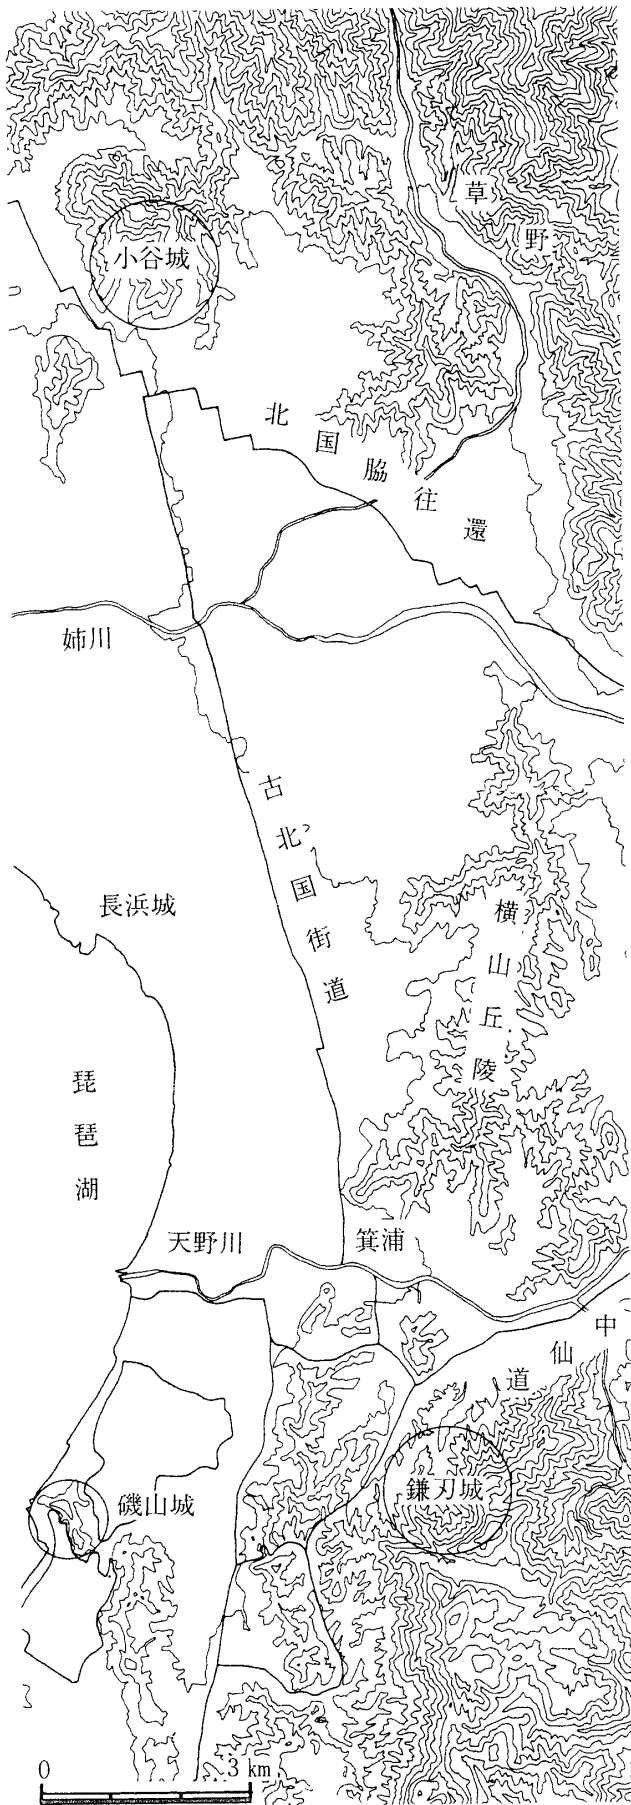 草野
小谷城
北国脇往還
姉川
古北国街道
長浜城
横山丘陵
琵琶湖
天野川
箕浦
中仙道
鎌刃城
磯山城
0 3 km